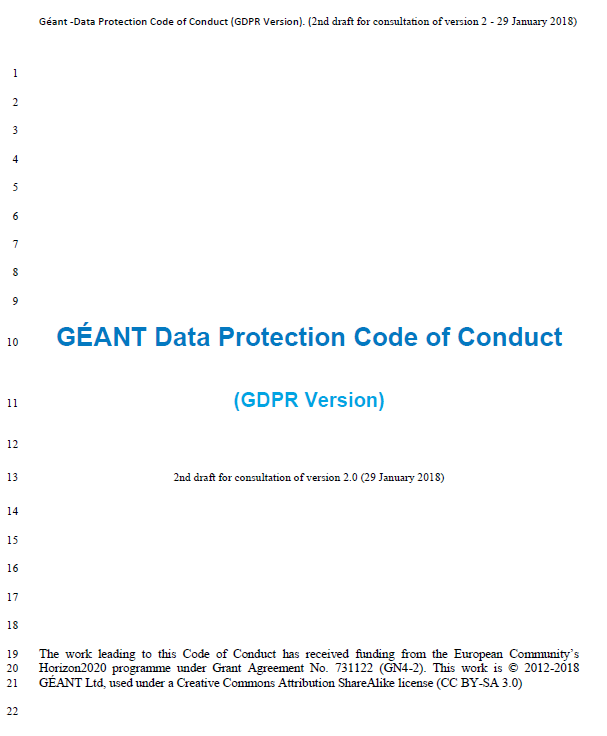 Géant -Data Protection Code of Conduct (GDPR Version). (2nd draft for consultation of version 2 - 29 January 2018)
1
2
3
4
5
6
7
8
9
10 GÉANT Data Protection Code of Conduct
11 (GDPR Version)
12
13 2nd draft for consultation of version 2.0 (29 January 2018)
14
15
16
17
18
19 The work leading to this Code of Conduct has received funding from the European Community’s
20 Horizon2020 programme under Grant Agreement No. 731122 (GN4-2). This work is © 2012-2018
21 GÉANT Ltd, used under a Creative Commons Attribution ShareAlike license (CC BY-SA 3.0)
22